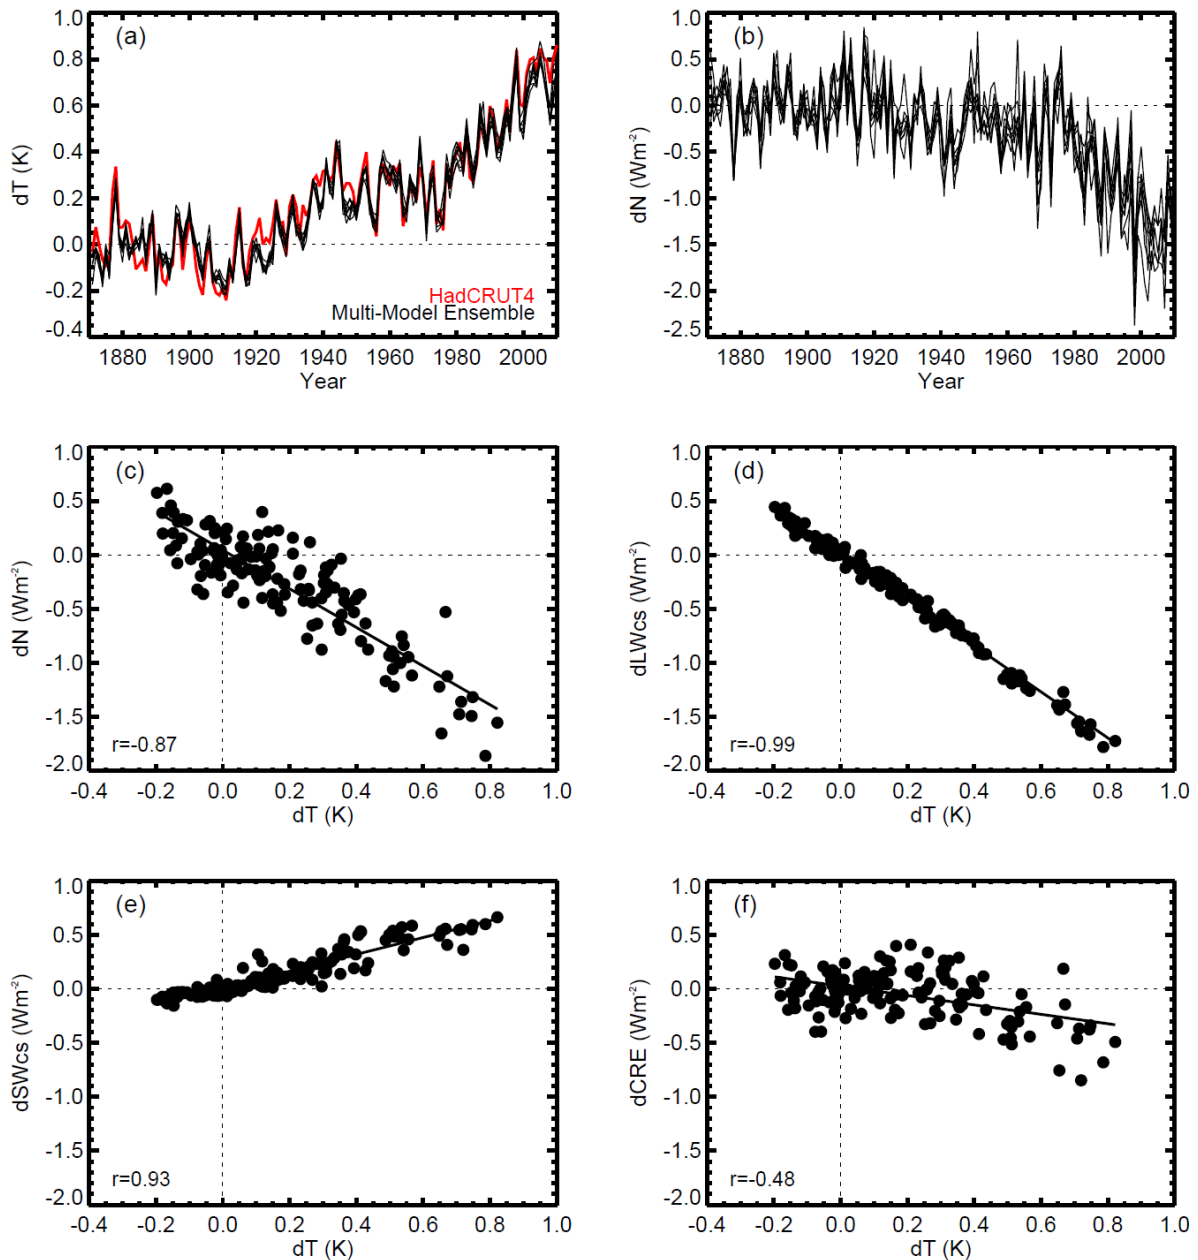 (a)
dT (K)
1.0
0.8
0.6
0.4
0.2
0.0
-0.2
-0.4
HadCRUT4
Multi-Model Ensemble
1880 1900 1920 1940 1960 1980 2000
Year
(b)
dN (Wm-2)
1.0
0.5
0.0
-0.5
-1.0
-1.5
-2.0
-2.5
1880 1900 1920 1940 1960 1980 2000
Year
(c)
dN (Wm-2)
1.0
0.5
0.0
-0.5
-1.0
-1.5
-2.0
r=-0.87
-0.4 -0.2 0.0 0.2 0.4 0.6 0.8 1.0
dT (K)
(d)
dLWcs (Wm-2)
1.0
0.5
0.0
-0.5
-1.0
-1.5
-2.0
r=-0.99
-0.4 -0.2 0.0 0.2 0.4 0.6 0.8 1.0
dT (K)
(e)
dSWcs (Wm-2)
1.0
0.5
0.0
-0.5
-1.0
-1.5
-2.0
r=0.93
-0.4 -0.2 0.0 0.2 0.4 0.6 0.8 1.0
dT (K)
(f)
dCRE (Wm-2)
1.0
0.5
0.0
-0.5
-1.0
-1.5
-2.0
r=-0.48
-0.4 -0.2 0.0 0.2 0.4 0.6 0.8 1.0
dT (K)